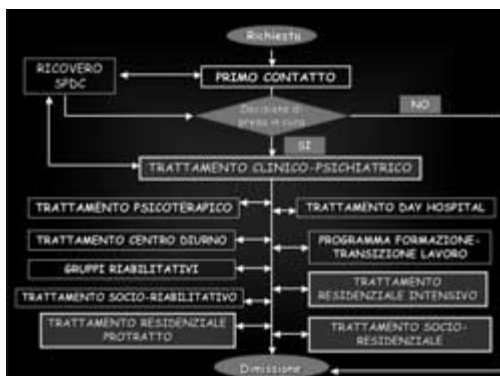 Richiesta
RICOVERO
SPDC
PRIMO CONTATTO
Decisione di
presa in cura
NO
SI
TRATTAMENTO CLINICO-PSICHIATRICO
TRATTAMENTO PSICOTERAPICO
TRATTAMENTO DAY HOSPITAL
TRATTAMENTO CENTRO DIURNO
PROGRAMMA FORMAZIONE-
TRANSIZIONE LAVORO
GRUPPI RIABILITATIVI
TRATTAMENTO
RESIDENZIALE INTENSIVO
TRATTAMENTO SOCIO-RIABILITATIVO
TRATTAMENTO RESIDENZIALE
PROTRATTO
TRATTAMENTO SOCIO-
RESIDENZIALE
Dimissione